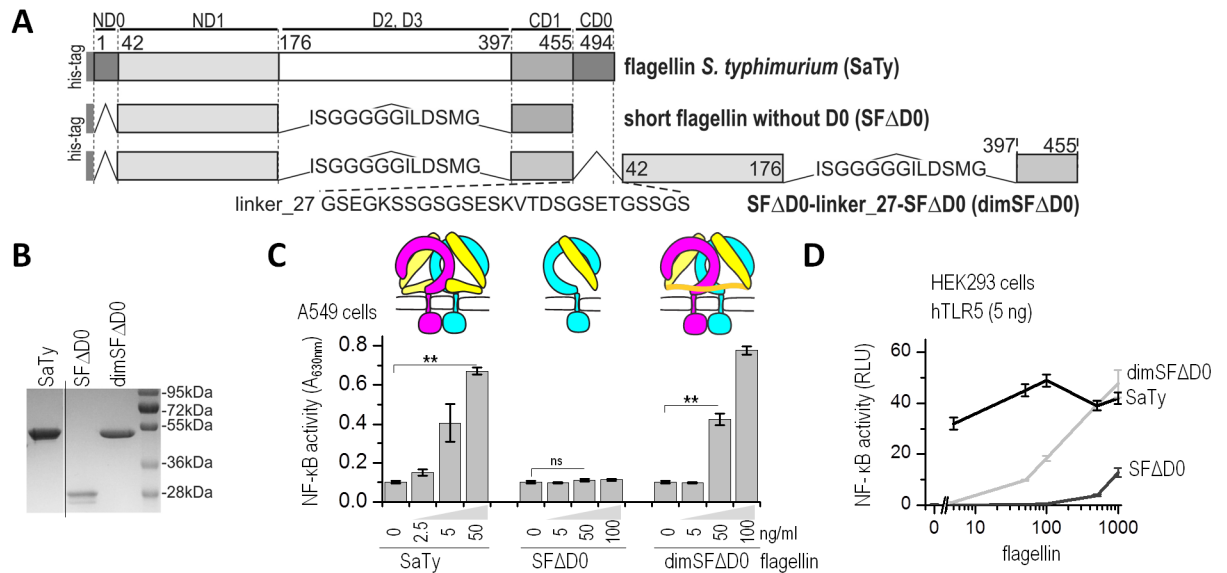 A
ND0 ND1 D2, D3 CD1 CD0
1 42 176 397 455 494
his-tag
flagellin S. typhimurium (SaTy)
his-tag
ISGGGGGILDSMG
short flagellin without D0 (SFΔD0)
397 455
ISGGGGGILDSMG
42 176
ISGGGGGILDSMG
linker_27 GSEGKSSGSGSESKVTDSGSETGSSGS
SFΔD0-linker_27-SFΔD0 (dimSFΔD0)
B
SaTy
SFΔD0
dimSFΔD0
-95kDa
-72kDa
-55kDa
-36kDa
-28kDa
C
A549 cells
NF-κB activity (A630nm)
0.8
0.6
0.4
0.2
0.0
**
ns
**
0 2.5 5 50
0 5 50 100
0 5 50 100
ng/ml
SaTy SFΔD0 dimSFΔD0 flagellin
D
HEK293 cells
hTLR5 (5 ng)
NF- κB activity (RLU)
60
40
20
0
dimSFΔD0
SaTy
SFΔD0
0 10 100 1000
flagellin